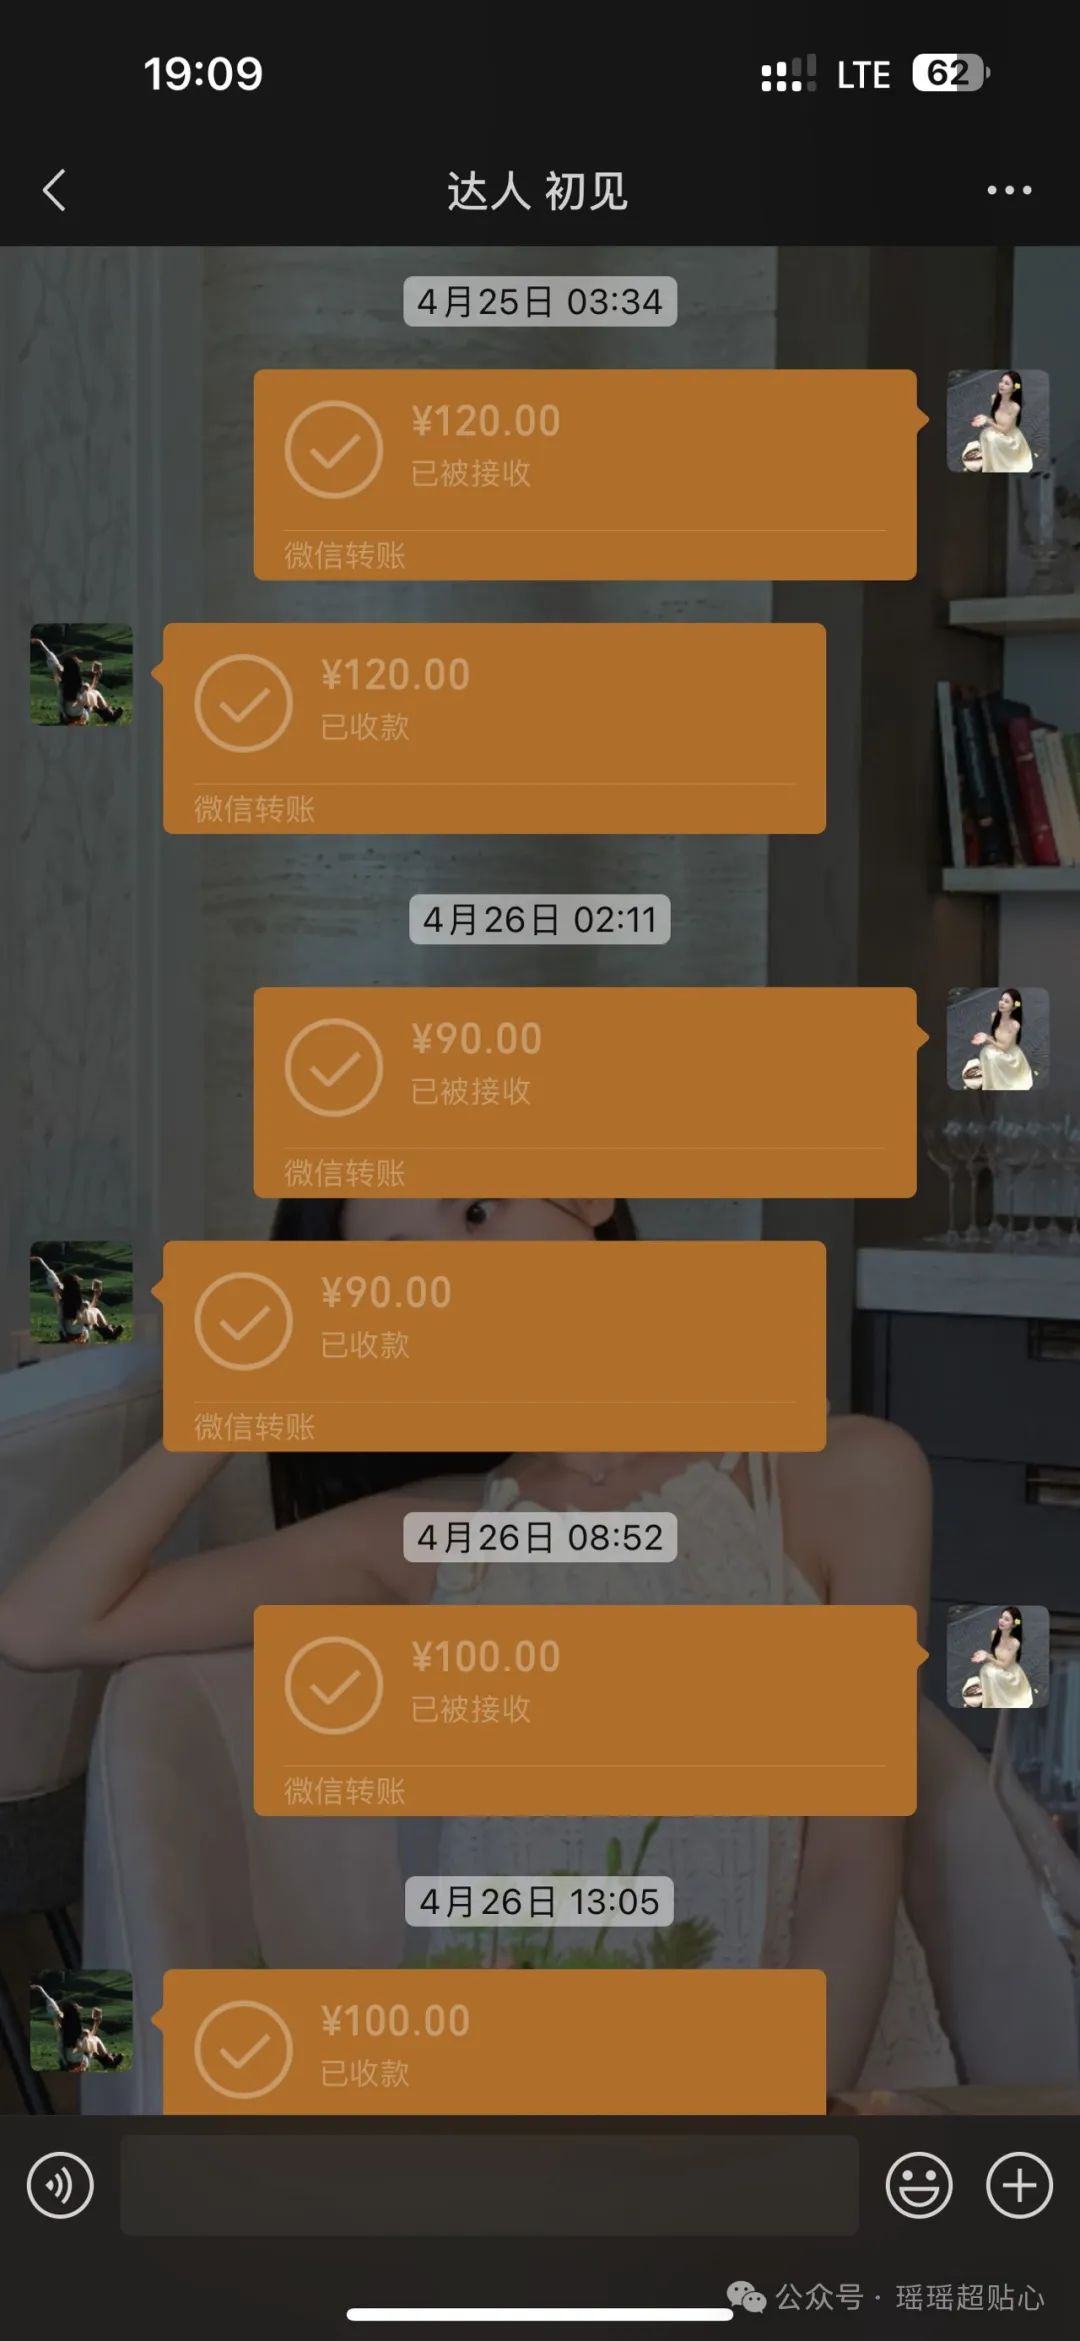 19:09
LTE 62
达人 初见
4月25日 03:34
¥120.00
已被接收
微信转账
¥120.00
已收款
微信转账
4月26日 02:11
¥90.00
已被接收
微信转账
¥90.00
已收款
微信转账
4月26日 08:52
¥100.00
已被接收
微信转账
4月26日 13:05
¥100.00
已收款
公众号 · 瑶瑶超贴心